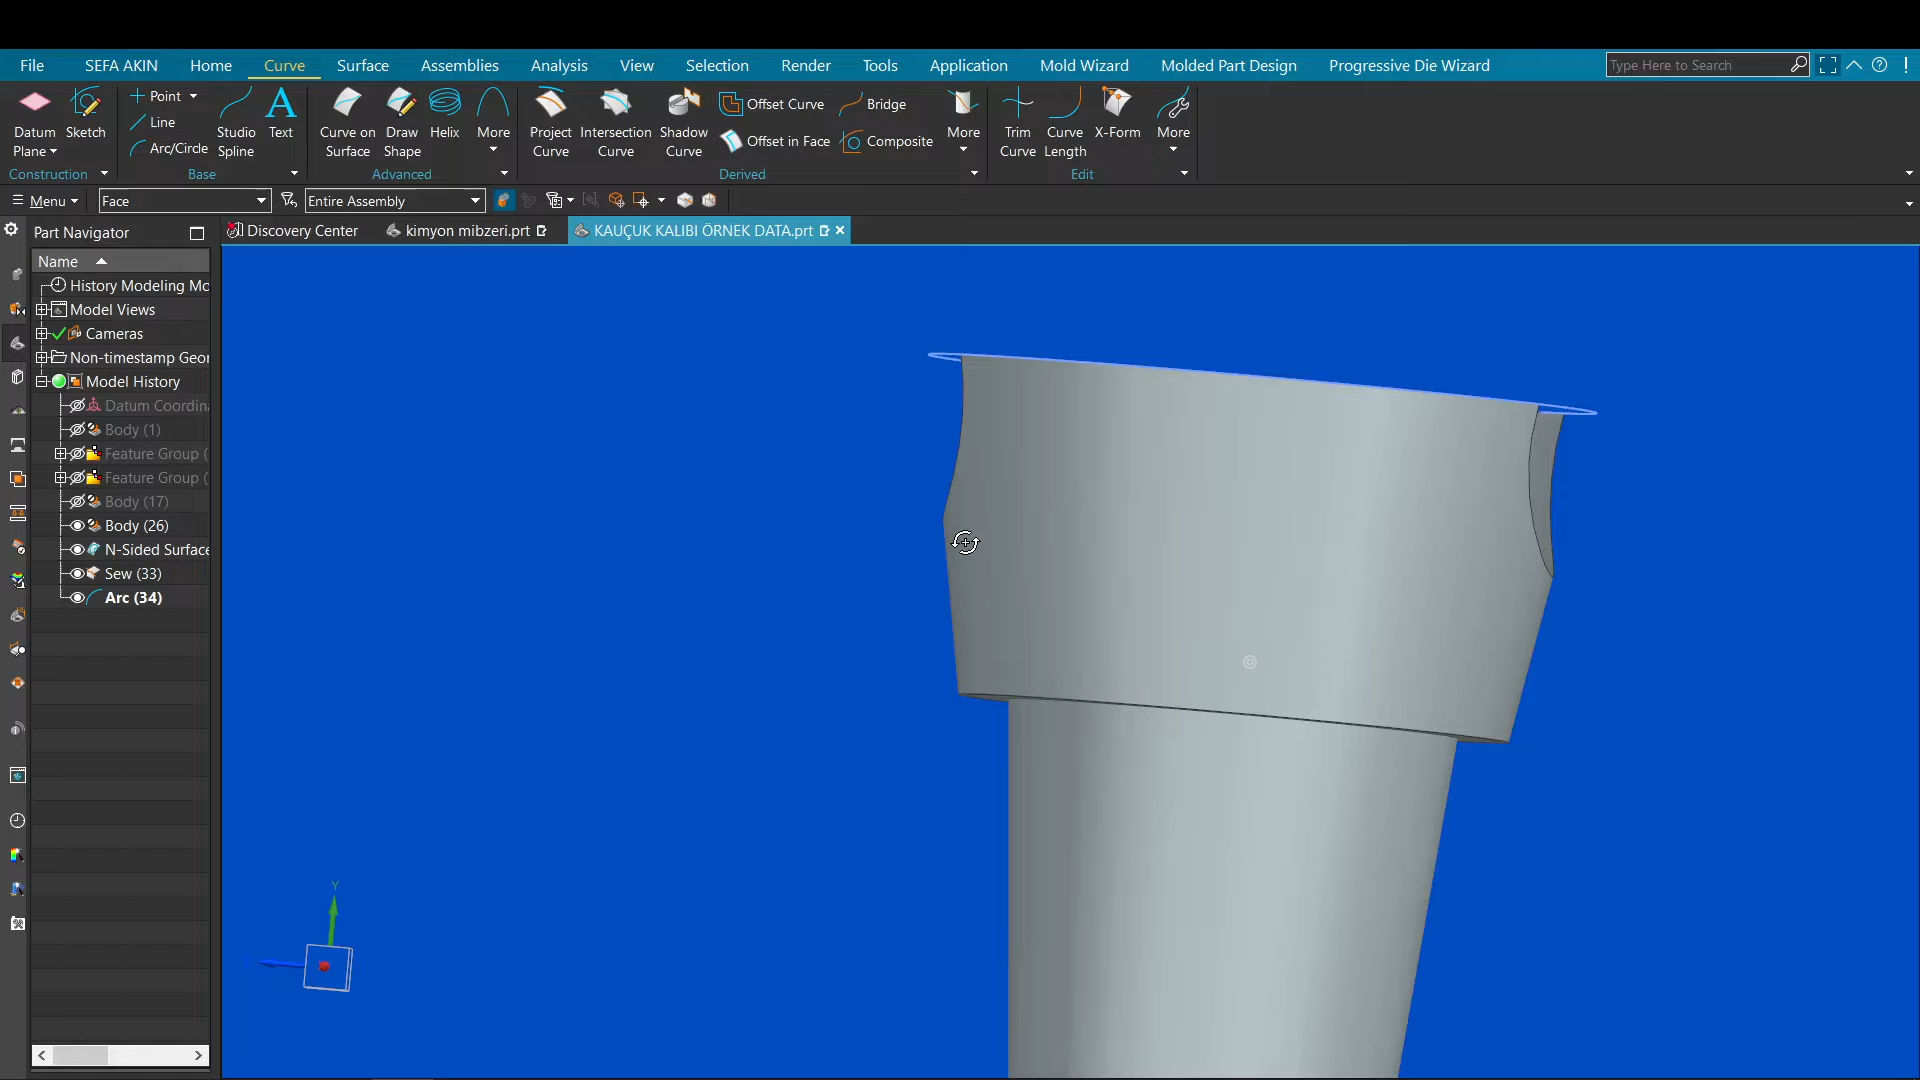 File SEFA AKIN Home Curve Surface Assemblies Analysis View Selection Render Tools Application Mold Wizard Molded Part Design Progressive Die Wizard Type Here to Search
Datum Plane
Sketch
Point
Line
Arc/Circle
Studio Spline
Text
Curve on Surface
Draw Shape
Helix
More
Project Curve
Intersection Curve
Shadow Curve
Offset Curve
Offset in Face
Bridge
Composite
More
Trim Curve
Curve Length
X-Form
More
Construction Base Advanced Derived Edit
Menu Face Entire Assembly
Part Navigator
Discovery Center kimyon mibzeri.prt KAUÇUK KALIBI ÖRNEK DATA.prt
Name
History Modeling Mo
Model Views
Cameras
Non-timestamp Geor
Model History
Datum Coordin
Body (1)
Feature Group (
Feature Group (
Body (17)
Body (26)
N-Sided Surface
Sew (33)
Arc (34)
Y